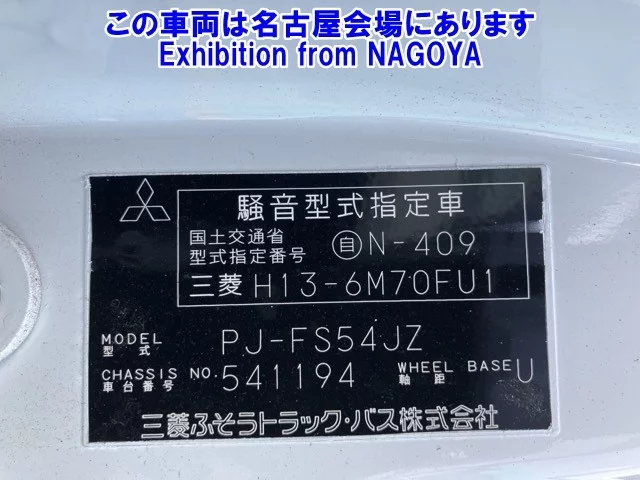 この車両は名古屋会場にあります
Exhibition from NAGOYA
騒音型式指定車
国土交通省
型式指定番号
自N-409
三菱 H13-6M70FU1
MODEL
型式
PJ-FS54JZ
CHASSIS NO.
車台番号
541194
WHEEL BASE
軸距
U
三菱ふそうトラック・バス株式会社